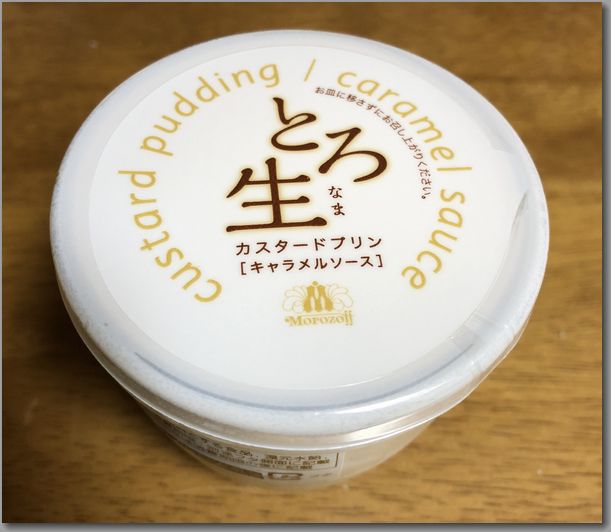 custard pudding / caramel sauce
お皿に移さずにお召し上がりください。
とろ
生
なま
カスタードプリン
[キャラメルソース]
M
Morozoff